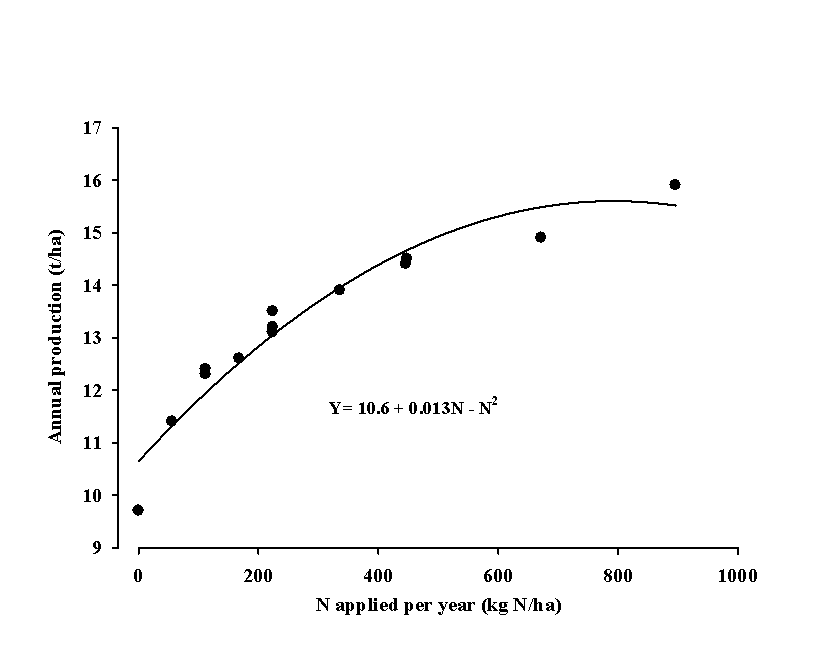 17
16
15
14
13
12
11
10
9
Annual production (t/ha)
Y= 10.6 + 0.013N - N²
0 200 400 600 800 1000
N applied per year (kg N/ha)